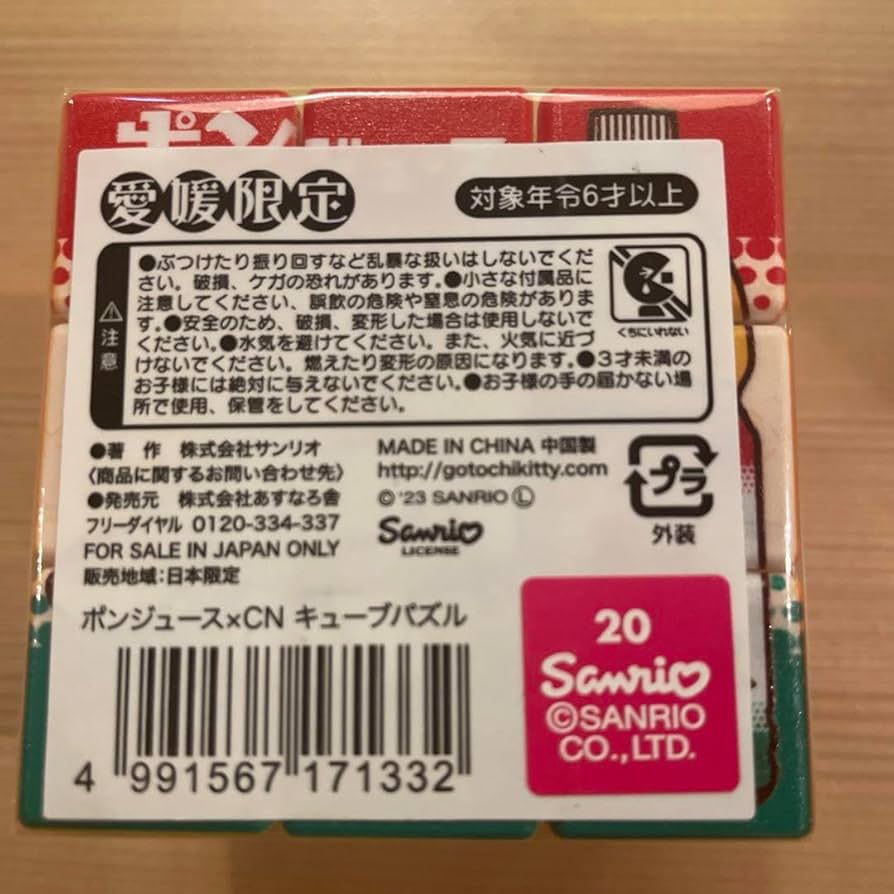 ポン
愛媛限定
対象年令6才以上
注意
●ぶつけたり振り回すなど乱暴な扱いはしないでくだ
さい。破損、ケガの恐れがあります。●小さな付属品に
注意してください、誤飲の危険や窒息の危険がありま
す。●安全のため、破損、変形した場合は使用しないで
ください。●水気を避けてください。また、火気に近づ
けないでください。燃えたり変形の原因になります。●3才未満の
お子様には絶対に与えないでください。●お子様の手の届かない場
所で使用、保管をしてください。
くちにいれない
●著 作 株式会社サンリオ
〈商品に関するお問い合わせ先〉
●発売元 株式会社あすなろ舎
フリーダイヤル 0120-334-337
FOR SALE IN JAPAN ONLY
販売地域:日本限定
MADE IN CHINA 中国製
http://gotochikitty.com
©'23 SANRIO Ⓛ
Sanrio
LICENSE
プラ
外装
ポンジュース×CN キューブパズル
4 991567 171332
20
Sanrio
©SANRIO
CO.,LTD.